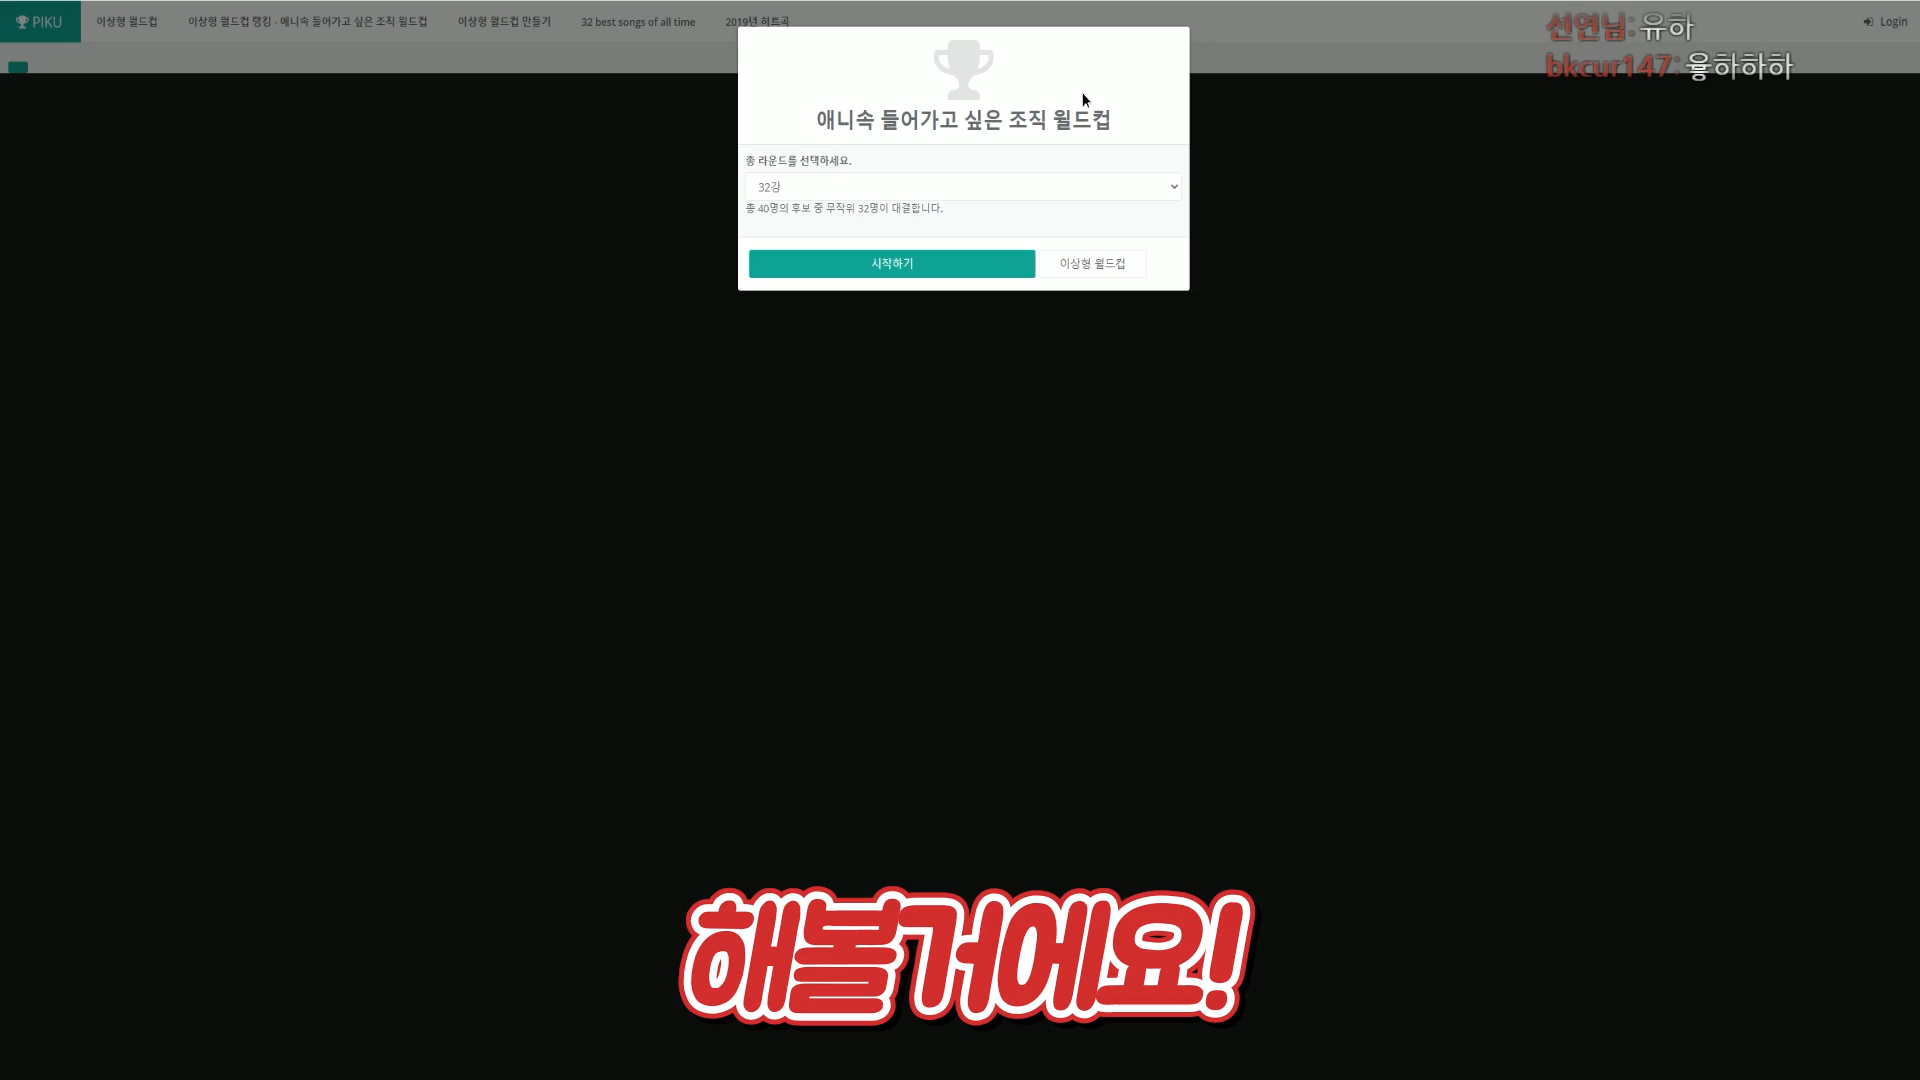 PIKU 이상형 월드컵 이상형 월드컵 랭킹 - 애니속 들어가고 싶은 조직 월드컵 이상형 월드컵 만들기 32 best songs of all time 2019년 히트곡 Login
선연님: 유하
bkcur147: 융하하하
애니속 들어가고 싶은 조직 월드컵
총 라운드를 선택하세요.
32강
총 40명의 후보 중 무작위 32명이 대결합니다.
시작하기 이상형 월드컵
해볼거에요!